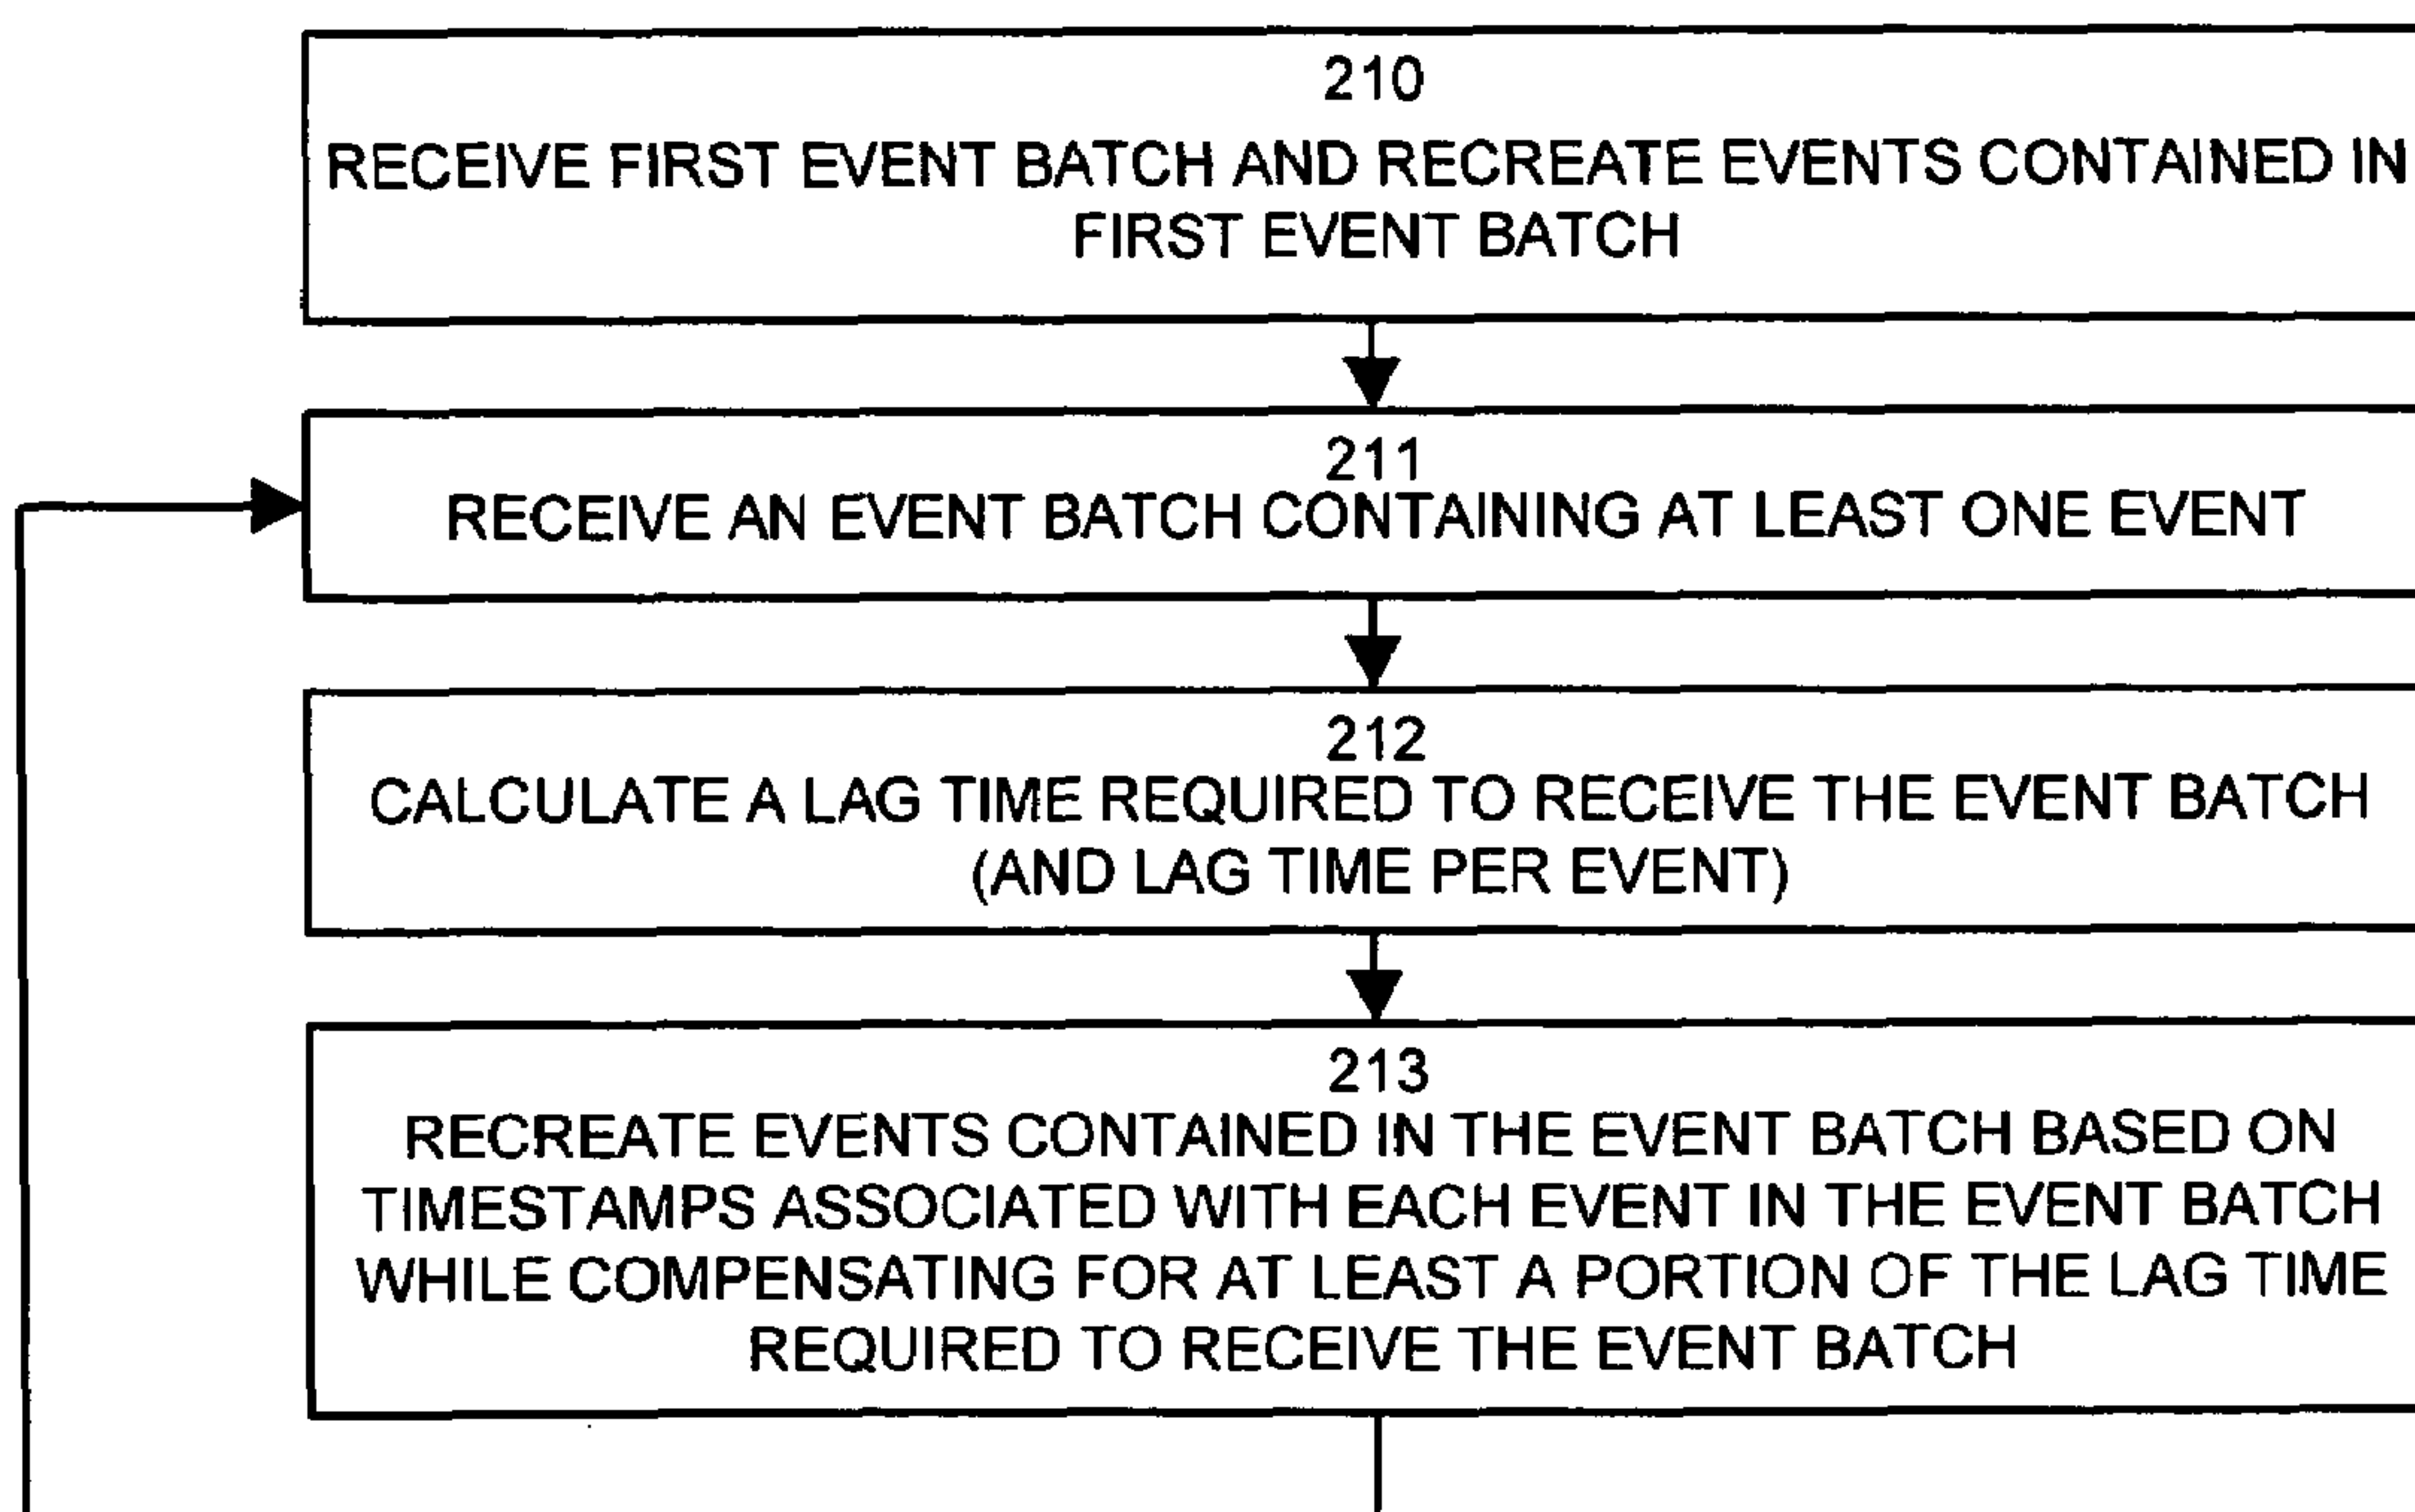 210
RECEIVE FIRST EVENT BATCH AND RECREATE EVENTS CONTAINED IN
FIRST EVENT BATCH
211
RECEIVE AN EVENT BATCH CONTAINING AT LEAST ONE EVENT
212
CALCULATE A LAG TIME REQUIRED TO RECEIVE THE EVENT BATCH
(AND LAG TIME PER EVENT)
213
RECREATE EVENTS CONTAINED IN THE EVENT BATCH BASED ON
TIMESTAMPS ASSOCIATED WITH EACH EVENT IN THE EVENT BATCH
WHILE COMPENSATING FOR AT LEAST A PORTION OF THE LAG TIME
REQUIRED TO RECEIVE THE EVENT BATCH